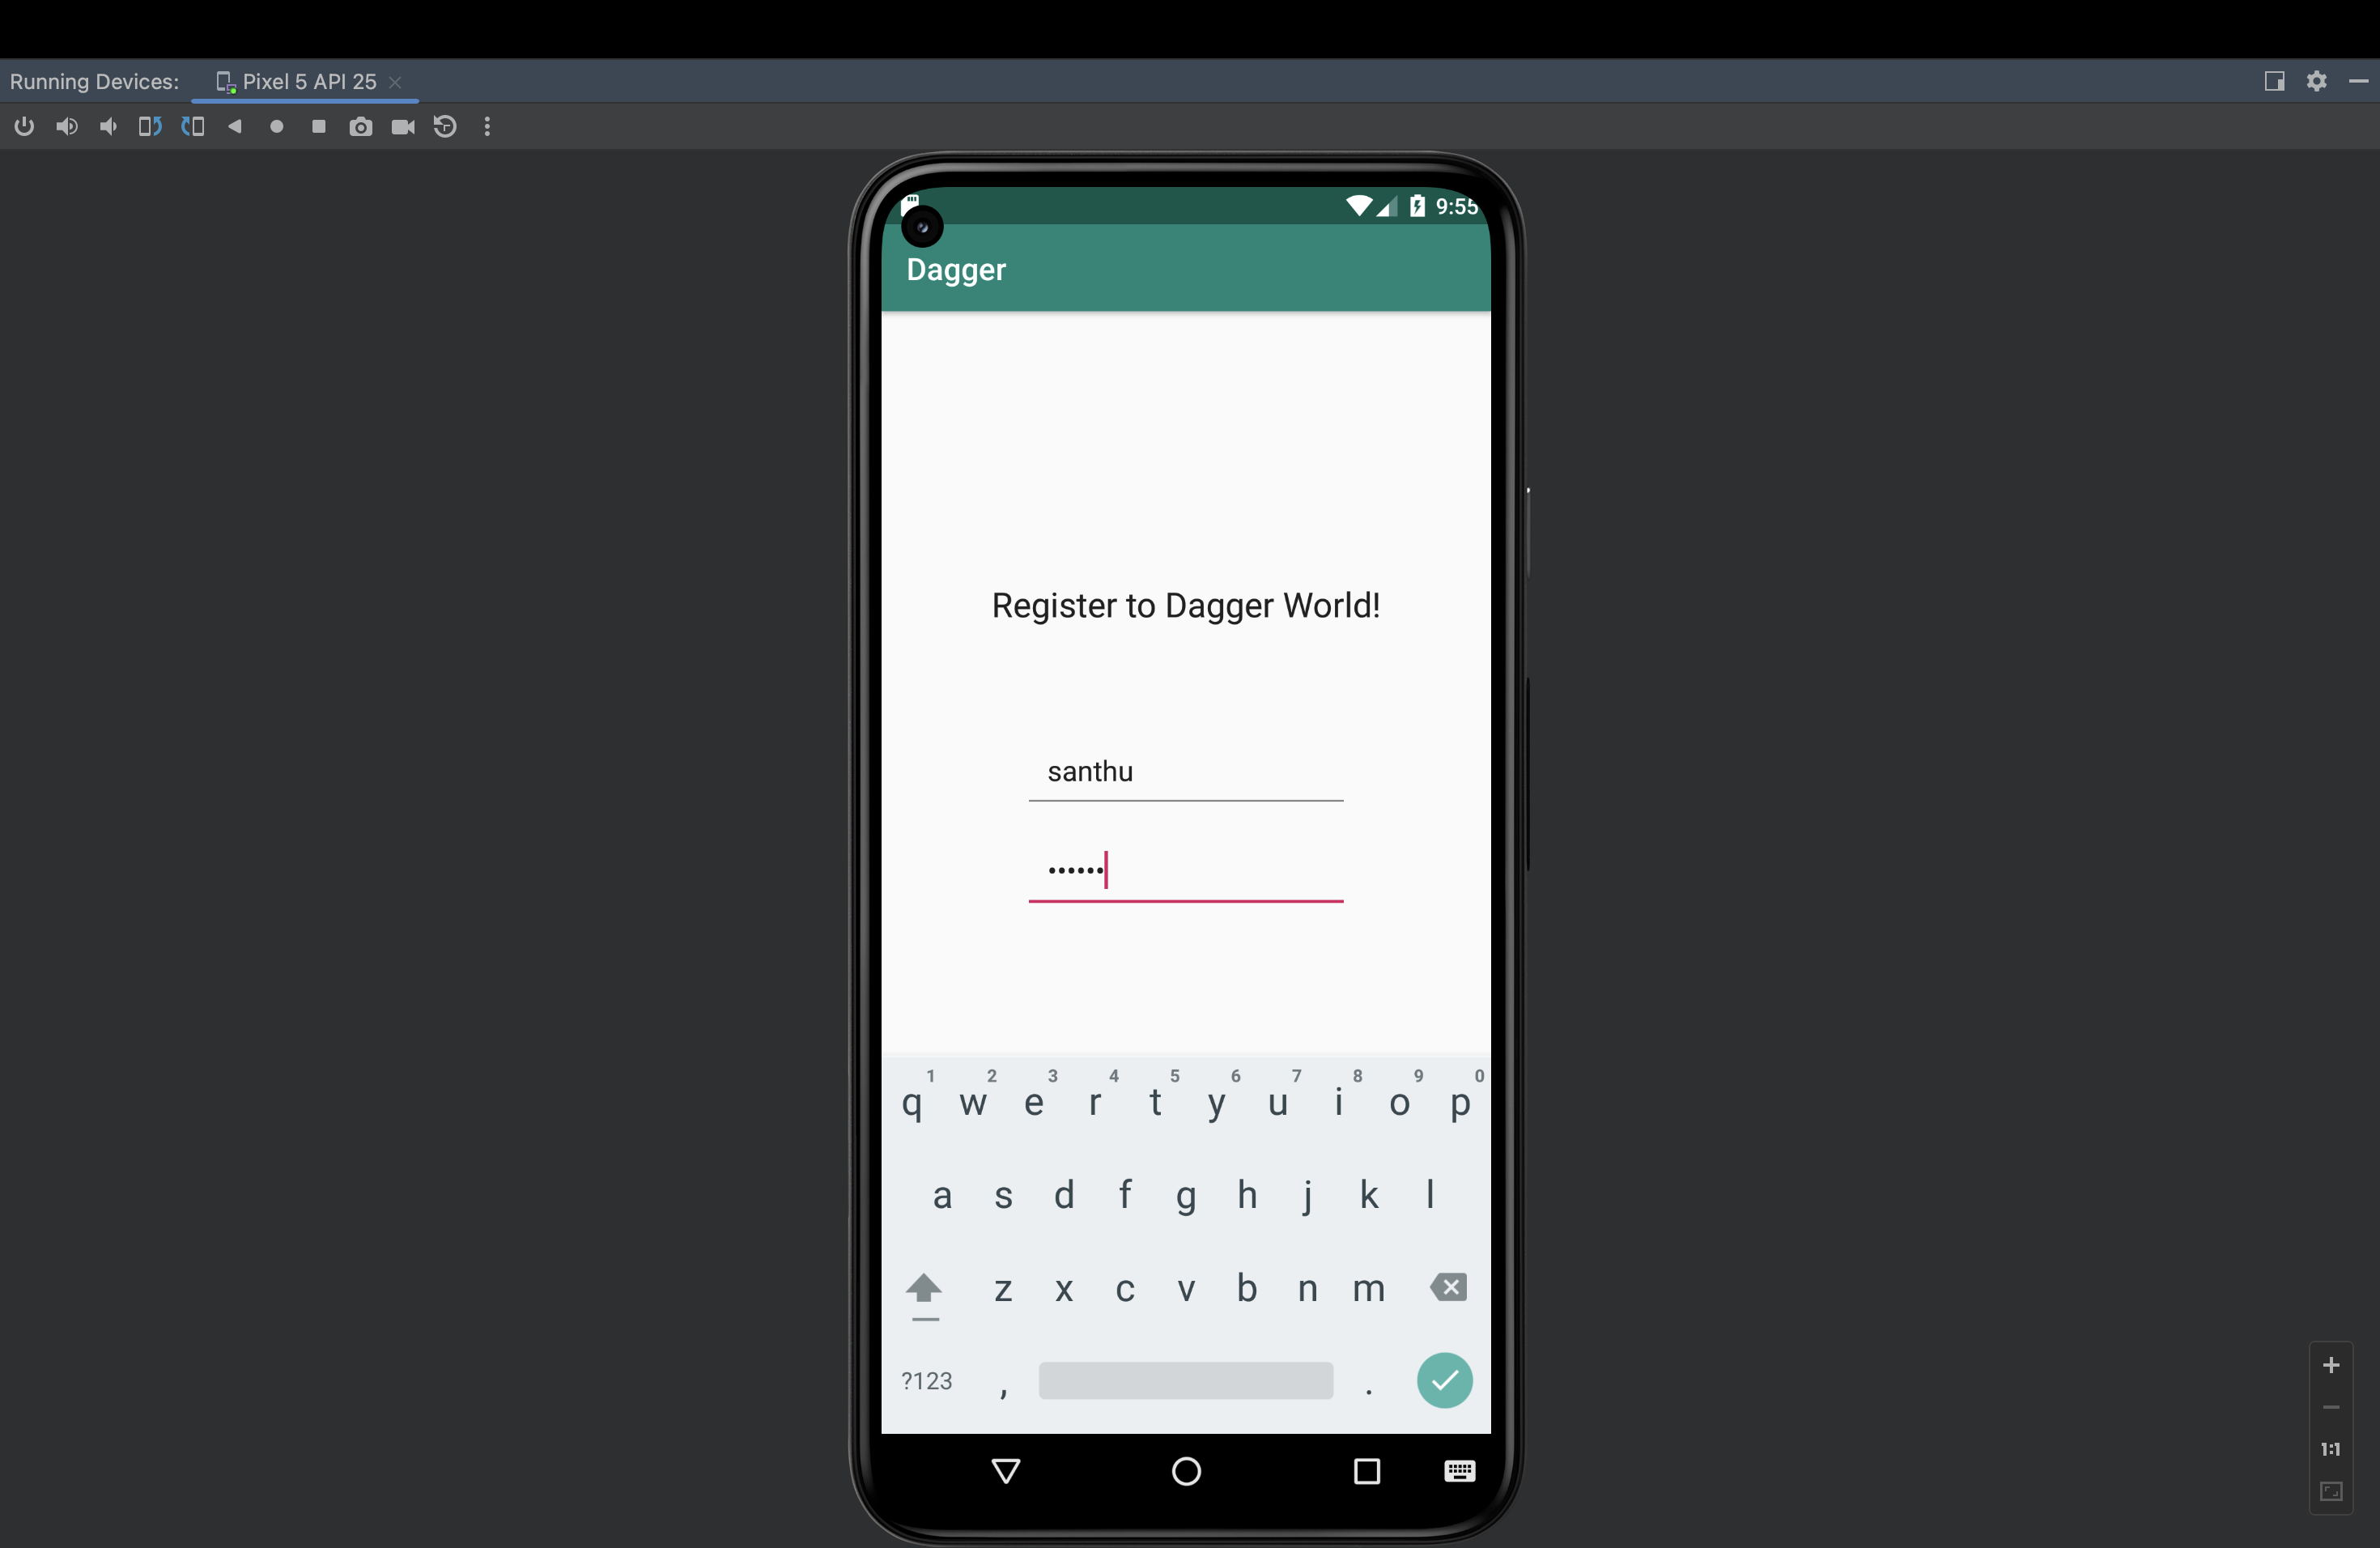 Running Devices: Pixel 5 API 25
9:55
Dagger
Register to Dagger World!
santhu
••••••
1 2 3 4 5 6 7 8 9 0
q w e r t y u i o p
a s d f g h j k l
z x c v b n m
?123 , .
1:1